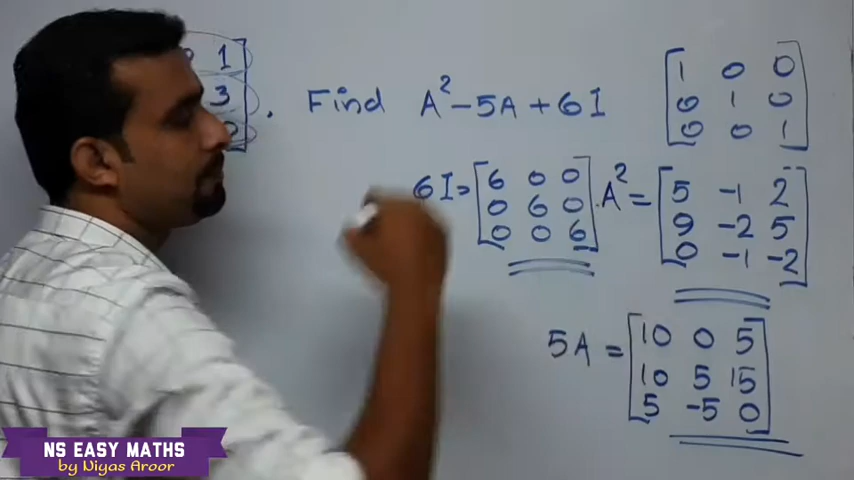 1
3
Find A² - 5A + 6I
1 0 0
0 1 0
0 0 1
6I = [6 0 0
0 6 0
0 0 6]
A² = [5 -1 2
9 -2 5
0 -1 -2]
5A = [10 0 5
10 5 15
5 -5 0]
NS EASY MATHS
by Niyas Aroor